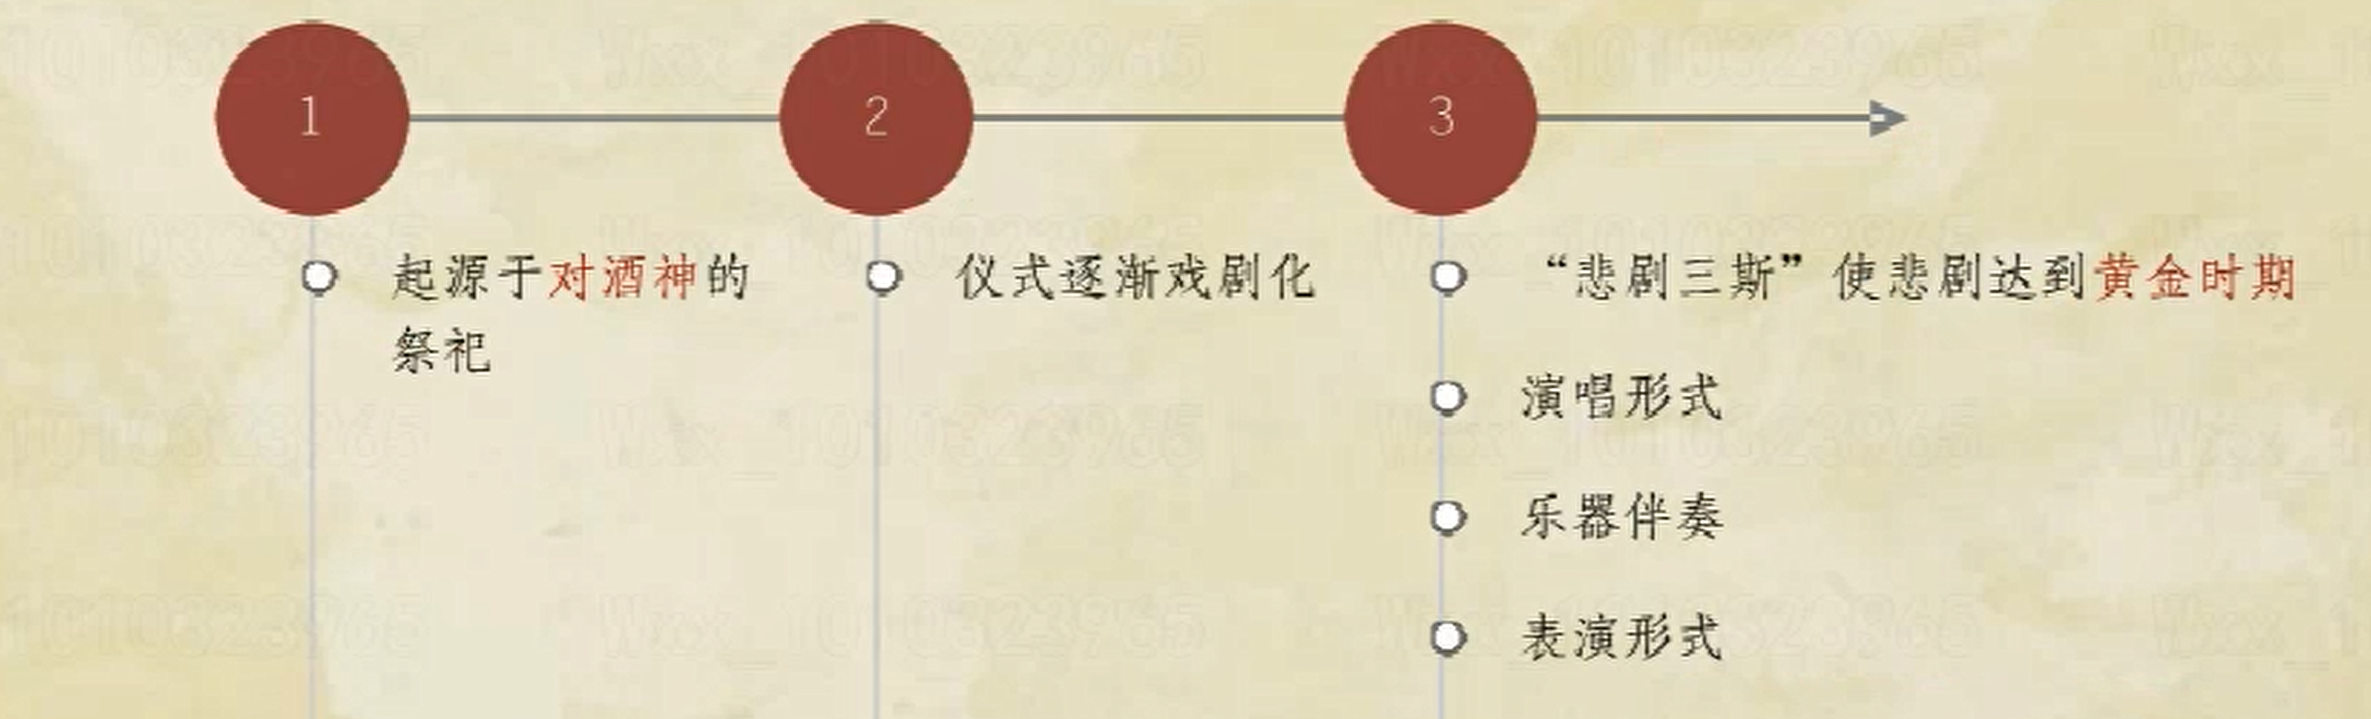 1
2
3
起源于对酒神的
祭祀
仪式逐渐戏剧化
“悲剧三斯”使悲剧达到黄金时期
演唱形式
乐器伴奏
表演形式